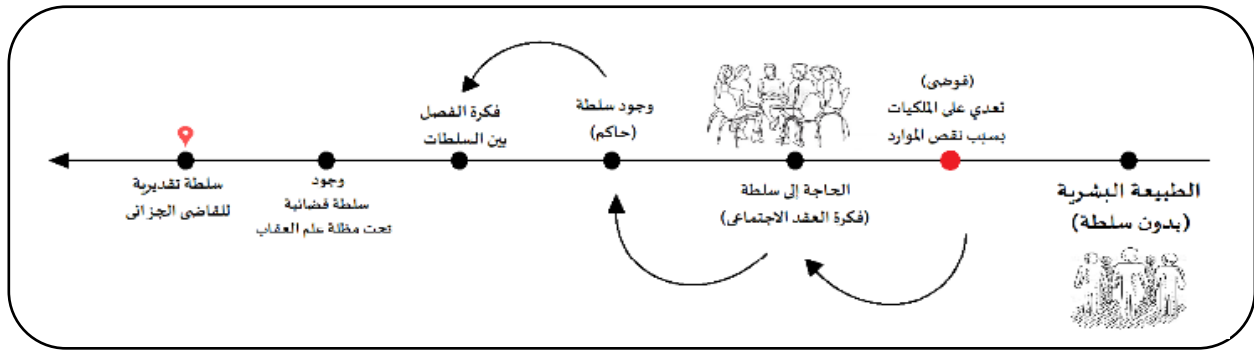 الطبيعة البشرية
(بدون سلطة)
(فوضى)
تعدي على الملكيات
بسبب نقص الموارد
الحاجة إلى سلطة
(فكرة العقد الاجتماعي)
وجود سلطة
(حاكم)
فكرة الفصل
بين السلطات
وجود
سلطة قضائية
تحت مظلة علم العقاب
سلطة تقديرية
للقاضي الجزائي